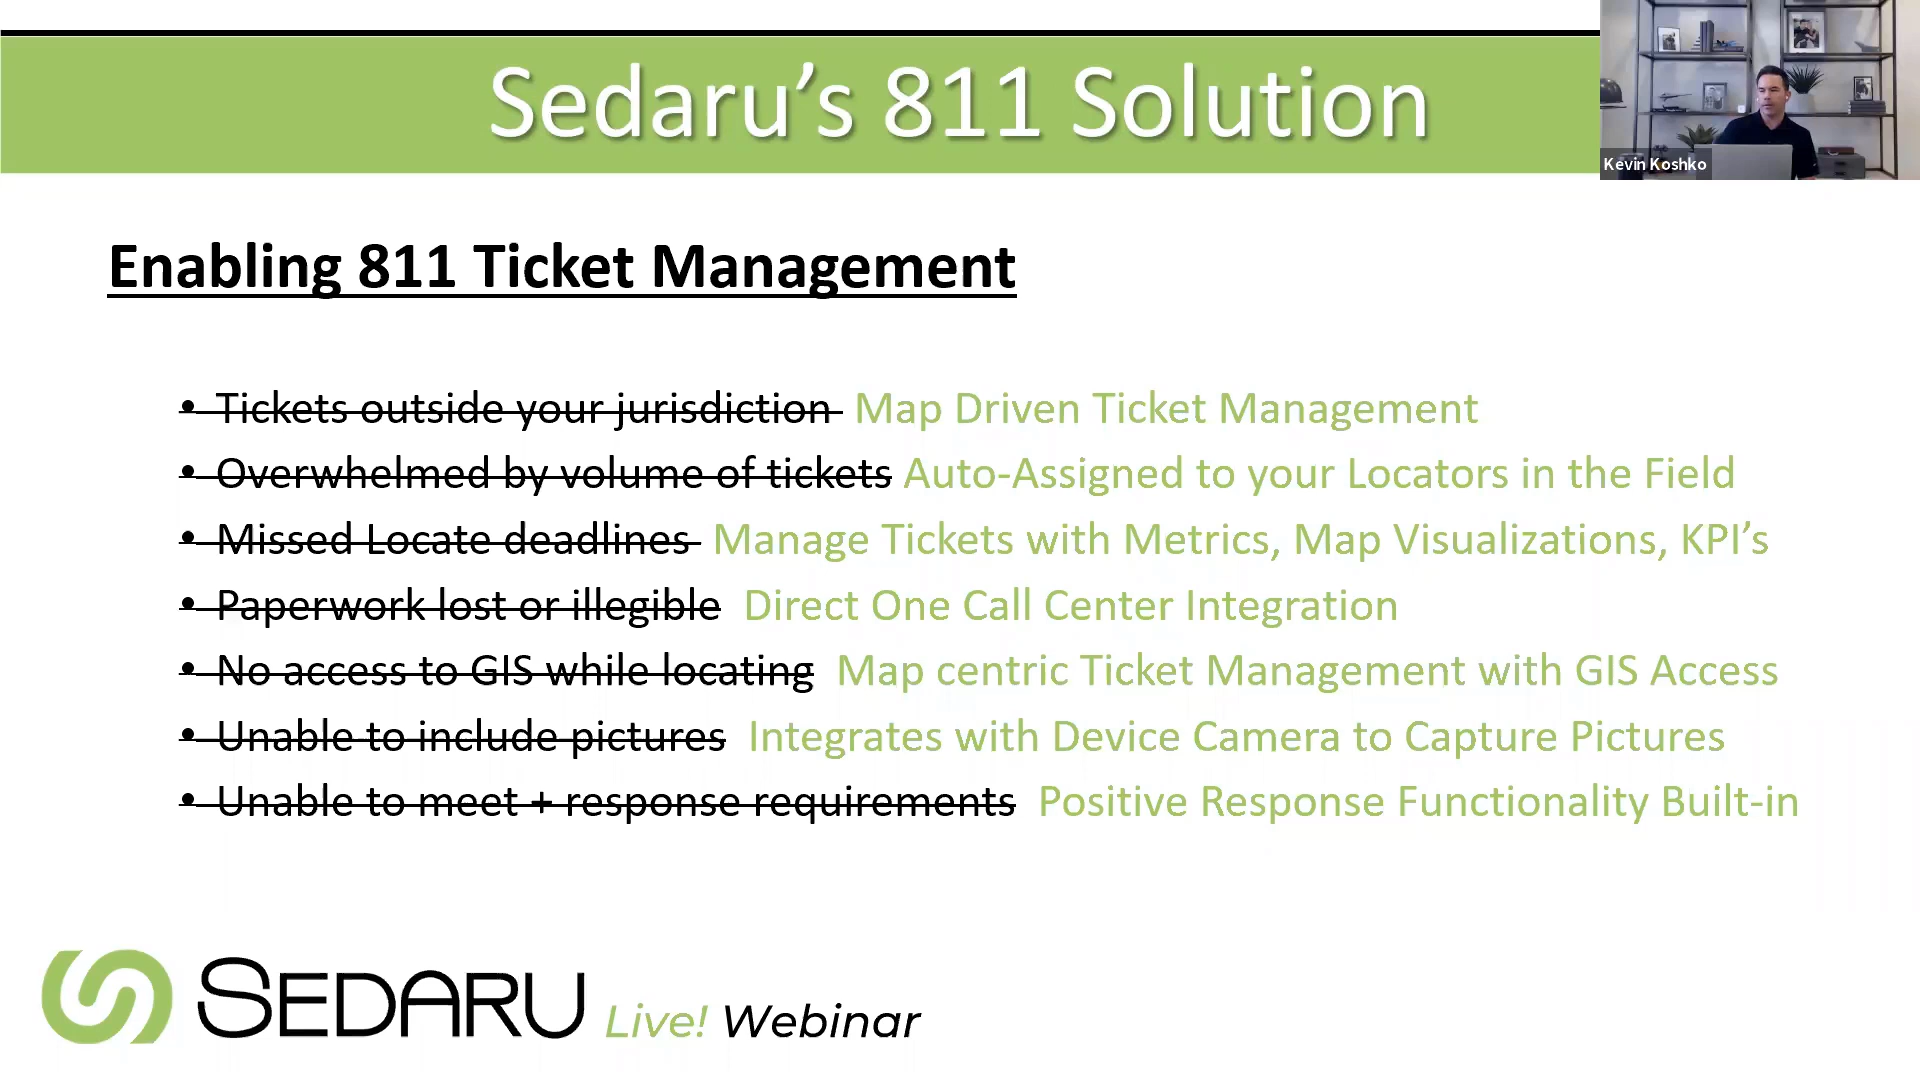 Sedaru's 811 Solution
Kevin Koshko
Enabling 811 Ticket Management
• Tickets outside your jurisdiction Map Driven Ticket Management
• Overwhelmed by volume of tickets Auto-Assigned to your Locators in the Field
• Missed Locate deadlines Manage Tickets with Metrics, Map Visualizations, KPI's
• Paperwork lost or illegible Direct One Call Center Integration
• No access to GIS while locating Map centric Ticket Management with GIS Access
• Unable to include pictures Integrates with Device Camera to Capture Pictures
• Unable to meet + response requirements Positive Response Functionality Built-in
SEDARU Live! Webinar